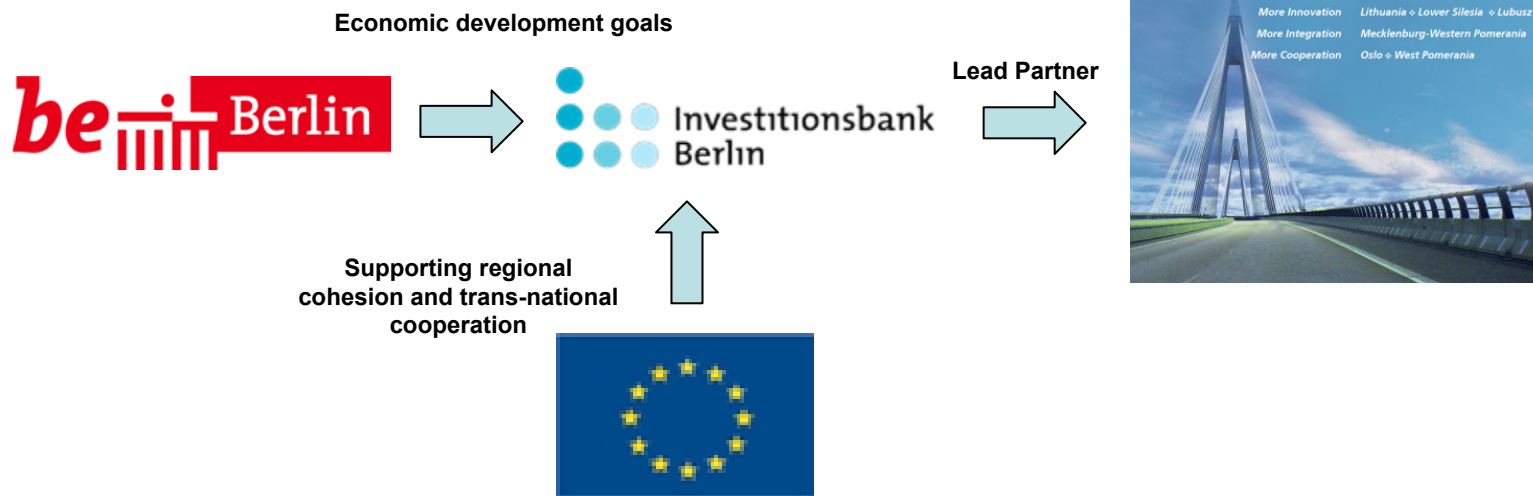 Economic development goals
be Berlin
Investitionsbank
Berlin
Lead Partner
More Innovation Lithuania ⟡ Lower Silesia ⟡ Lubusz
More Integration Mecklenburg-Western Pomerania
More Cooperation Oslo ⟡ West Pomerania
Supporting regional
cohesion and trans-national
cooperation